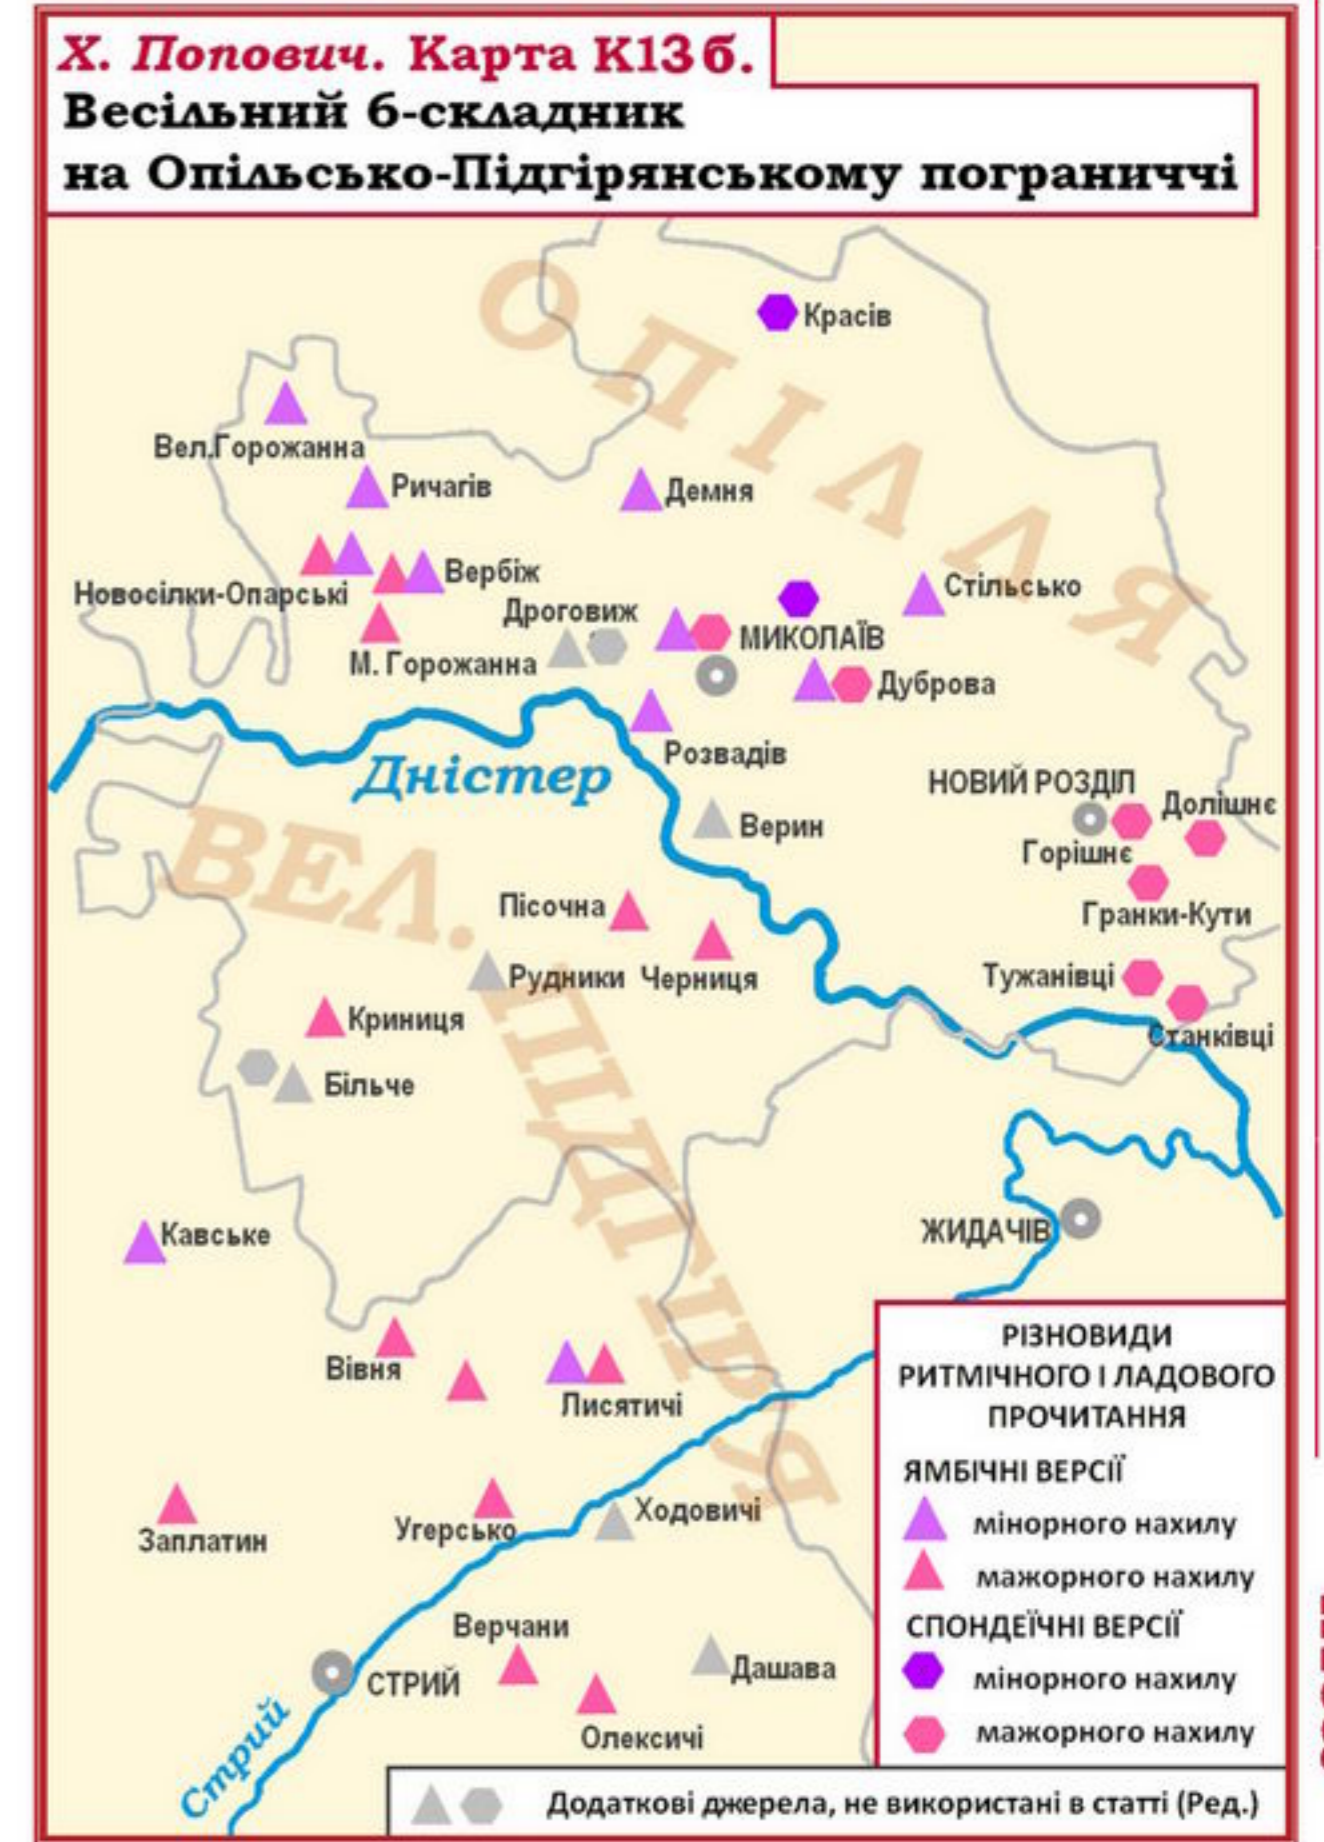 Х. Попович. Карта К13б.
Весільний 6-складник
на Опільсько-Підгірянському пограниччі
ОПІЛЛЯ
Красів
Вел.Горожанна
Ричагів
Демня
Вербіж
Новосілки-Опарські
Стільсько
Дроговиж
МИКОЛАЇВ
М. Горожанна
Дуброва
Розвадів
Дністер
НОВИЙ РОЗДІЛ
Долішнє
Верин
Горішнє
ВЕЛ. ПІДГІР'Я
Пісочна
Гранки-Кути
Рудники
Черниця
Тужанівці
Криниця
Станківці
Більче
Кавське
ЖИДАЧІВ
Вівня
Лисятичі
Заплатин
Угерсько
Ходовичі
Верчани
СТРИЙ
Дашава
Олексичі
Стрий
РІЗНОВИДИ
РИТМІЧНОГО І ЛАДОВОГО
ПРОЧИТАННЯ
ЯМБІЧНІ ВЕРСІЇ
мінорного нахилу
мажорного нахилу
СПОНДЕЇЧНІ ВЕРСІЇ
мінорного нахилу
мажорного нахилу
Додаткові джерела, не використані в статті (Ред.)